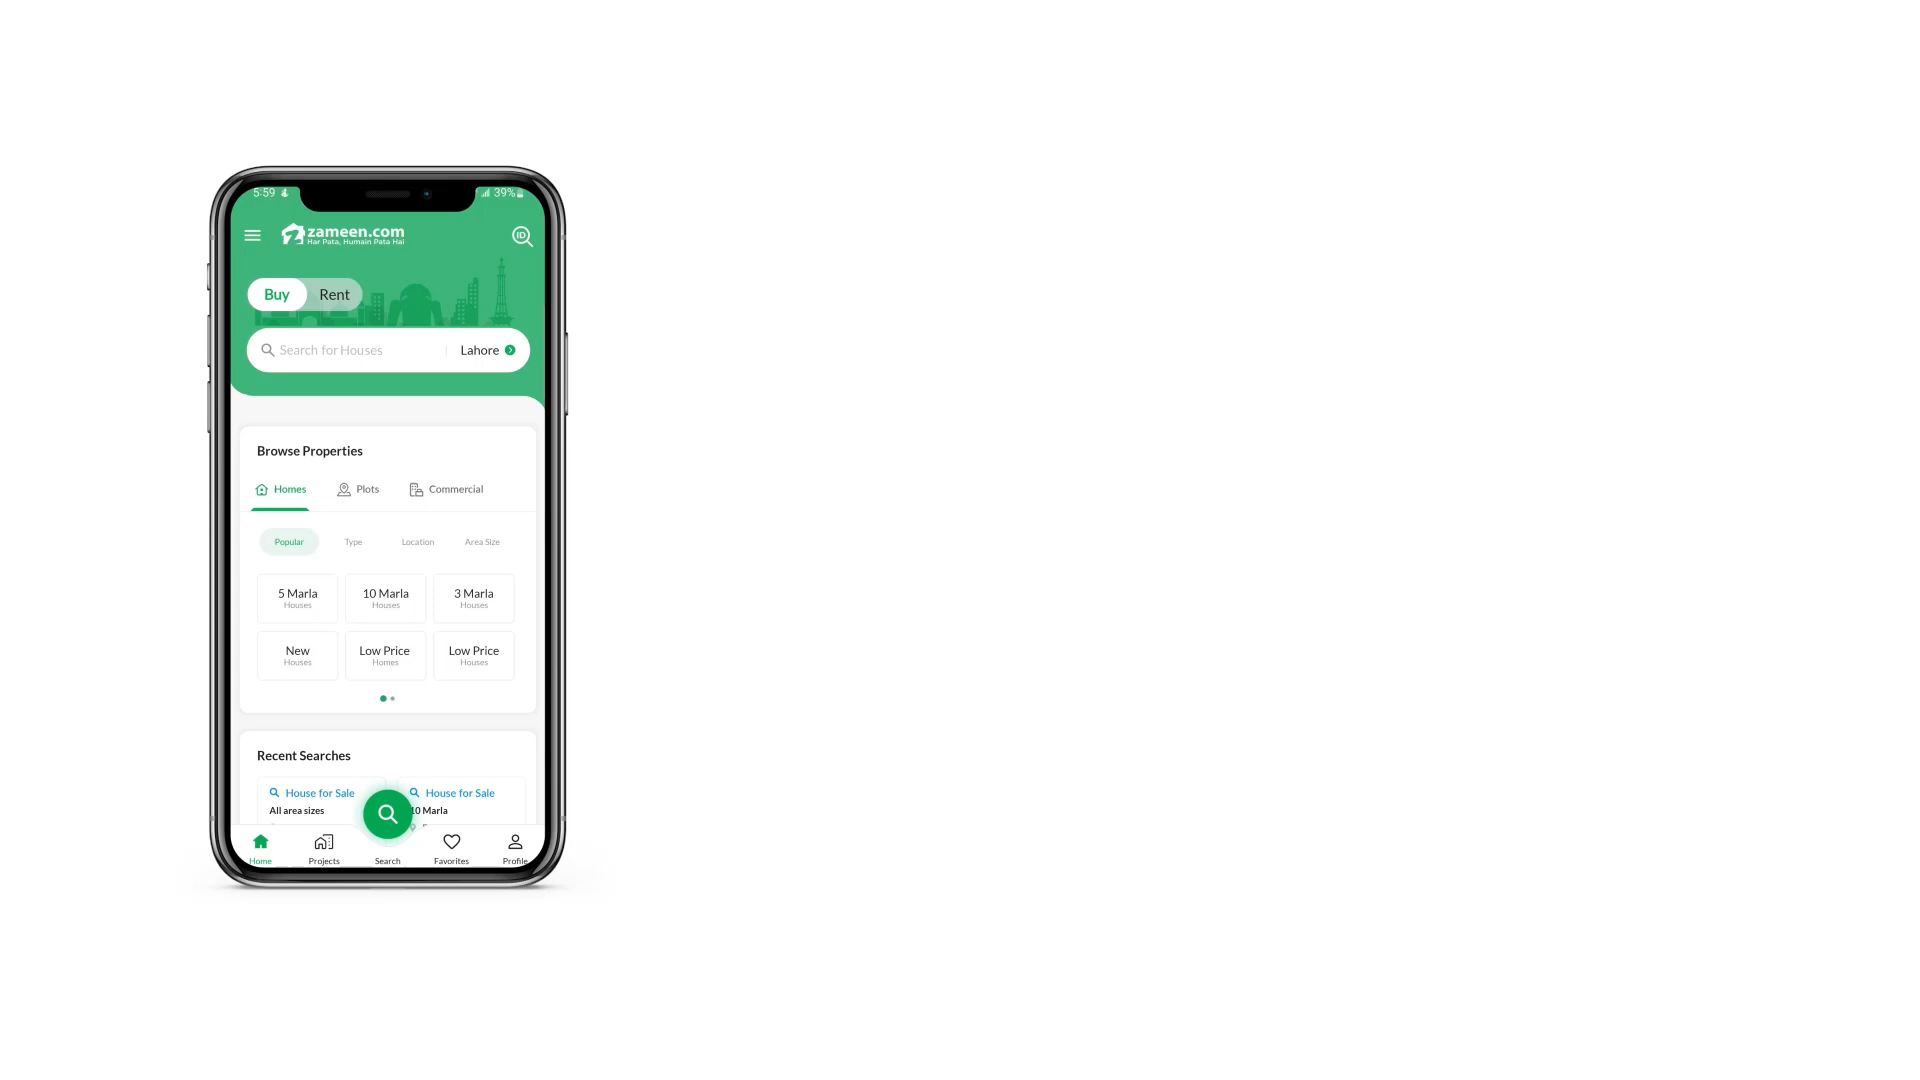 5:59
39%
zameen.com
Har Pata, Humain Pata Hai
ID
Buy
Rent
Search for Houses
Lahore
Browse Properties
Homes
Plots
Commercial
Popular
Type
Location
Area Size
5 Marla
Houses
10 Marla
Houses
3 Marla
Houses
New
Houses
Low Price
Homes
Low Price
Houses
Recent Searches
House for Sale
All area sizes
House for Sale
10 Marla
Home
Projects
Search
Favorites
Profile